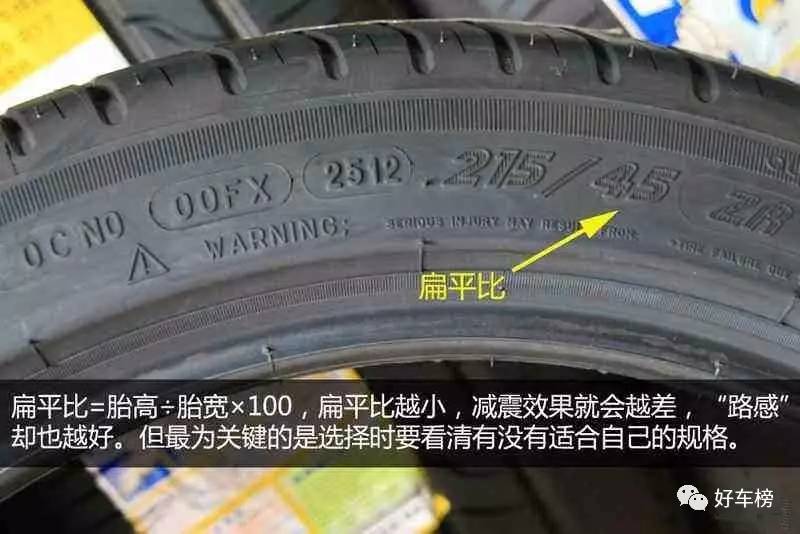 OC NO 00FX 2512 215/45 ZR
WARNING: SERIOUS INJURY MAY RESULT FROM:
扁平比
扁平比=胎高÷胎宽×100，扁平比越小，减震效果就会越差，“路感”
却也越好。但最为关键的是选择时要看清有没有适合自己的规格。
好车榜